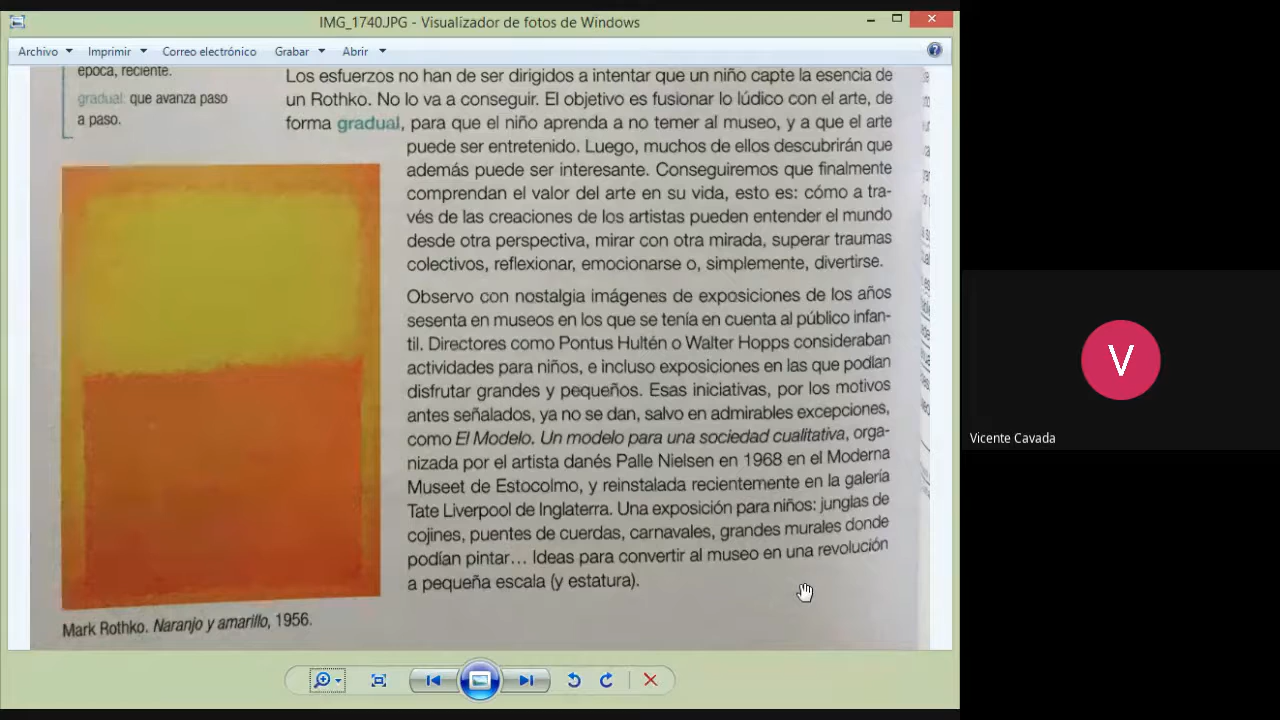 IMG_1740.JPG - Visualizador de fotos de Windows
Archivo Imprimir Correo electrónico Grabar Abrir
época, reciente.
gradual: que avanza paso
a paso.
Los esfuerzos no han de ser dirigidos a intentar que un niño capte la esencia de
un Rothko. No lo va a conseguir. El objetivo es fusionar lo lúdico con el arte, de
forma gradual, para que el niño aprenda a no temer al museo, y a que el arte
puede ser entretenido. Luego, muchos de ellos descubrirán que
además puede ser interesante. Conseguiremos que finalmente
comprendan el valor del arte en su vida, esto es: cómo a tra-
vés de las creaciones de los artistas pueden entender el mundo
desde otra perspectiva, mirar con otra mirada, superar traumas
colectivos, reflexionar, emocionarse o, simplemente, divertirse.
Observo con nostalgia imágenes de exposiciones de los años
sesenta en museos en los que se tenía en cuenta al público infan-
til. Directores como Pontus Hultén o Walter Hopps consideraban
actividades para niños, e incluso exposiciones en las que podían
disfrutar grandes y pequeños. Esas iniciativas, por los motivos
antes señalados, ya no se dan, salvo en admirables excepciones,
como El Modelo. Un modelo para una sociedad cualitativa, orga-
nizada por el artista danés Palle Nielsen en 1968 en el Moderna
Museet de Estocolmo, y reinstalada recientemente en la galería
Tate Liverpool de Inglaterra. Una exposición para niños: junglas de
cojines, puentes de cuerdas, carnavales, grandes murales donde
podían pintar… Ideas para convertir al museo en una revolución
a pequeña escala (y estatura).
Mark Rothko. Naranjo y amarillo, 1956.
V
Vicente Cavada